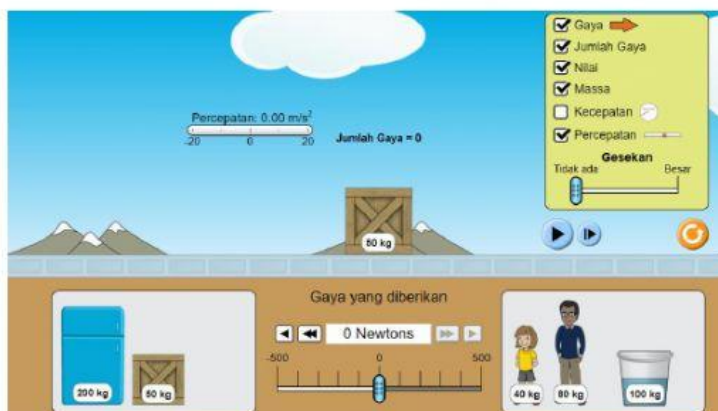 Gaya
Jumlah Gaya
Nilai
Massa
Kecepatan
Percepatan
Gesekan
Tidak ada Besar
Percepatan: 0.00 m/s²
-20 0 20
Jumlah Gaya = 0
50 kg
Gaya yang diberikan
0 Newtons
-500 0 500
200 kg
50 kg
40 kg
80 kg
100 kg